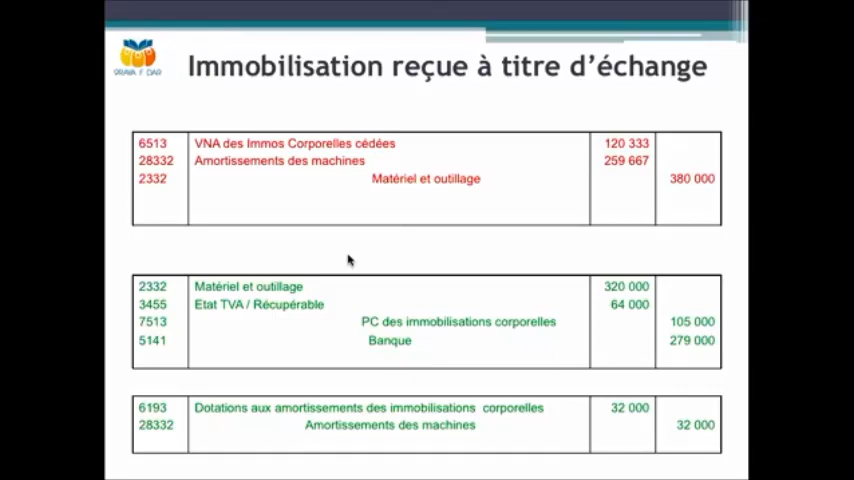 Immobilisation reçue à titre d'échange
6513 VNA des Immos Corporelles cédées 120 333
28332 Amortissements des machines 259 667
2332 Matériel et outillage 380 000
2332 Matériel et outillage 320 000
3455 Etat TVA / Récupérable 64 000
7513 PC des immobilisations corporelles 105 000
5141 Banque 279 000
6193 Dotations aux amortissements des immobilisations corporelles 32 000
28332 Amortissements des machines 32 000